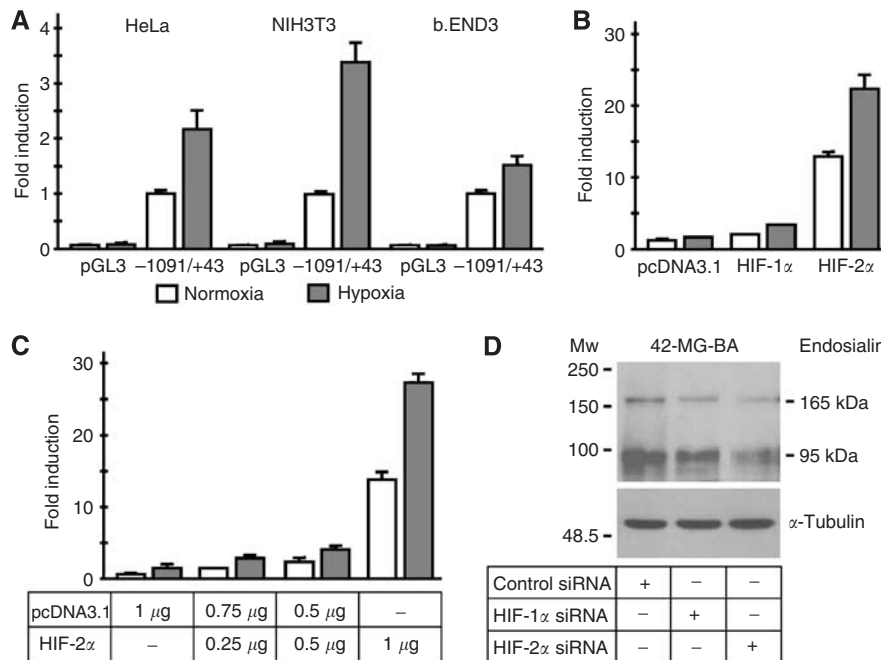 A
HeLa
NIH3T3
b.END3
Fold induction
4
3
2
1
0
pGL3 –1091/+43 pGL3 –1091/+43 pGL3 –1091/+43
Normoxia
Hypoxia
B
Fold induction
30
20
10
0
pcDNA3.1 HIF-1α HIF-2α
C
Fold induction
30
20
10
0
pcDNA3.1 1 μg 0.75 μg 0.5 μg –
HIF-2α – 0.25 μg 0.5 μg 1 μg
D
Mw 42-MG-BA Endosialin
250
150
100
48.5
165 kDa
95 kDa
α-Tubulin
Control siRNA + – –
HIF-1α siRNA – + –
HIF-2α siRNA – – +